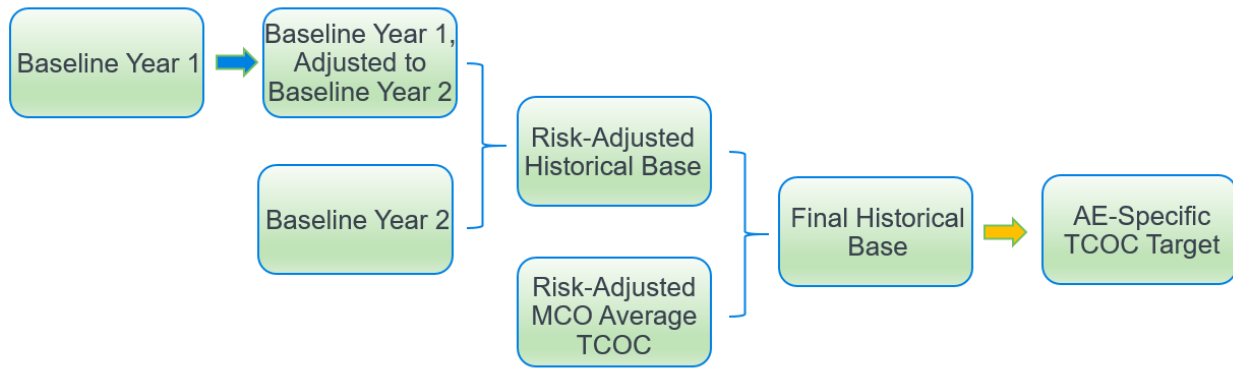 Baseline Year 1
Baseline Year 1,
Adjusted to
Baseline Year 2
Baseline Year 2
Risk-Adjusted
Historical Base
Risk-Adjusted
MCO Average
TCOC
Final Historical
Base
AE-Specific
TCOC Target